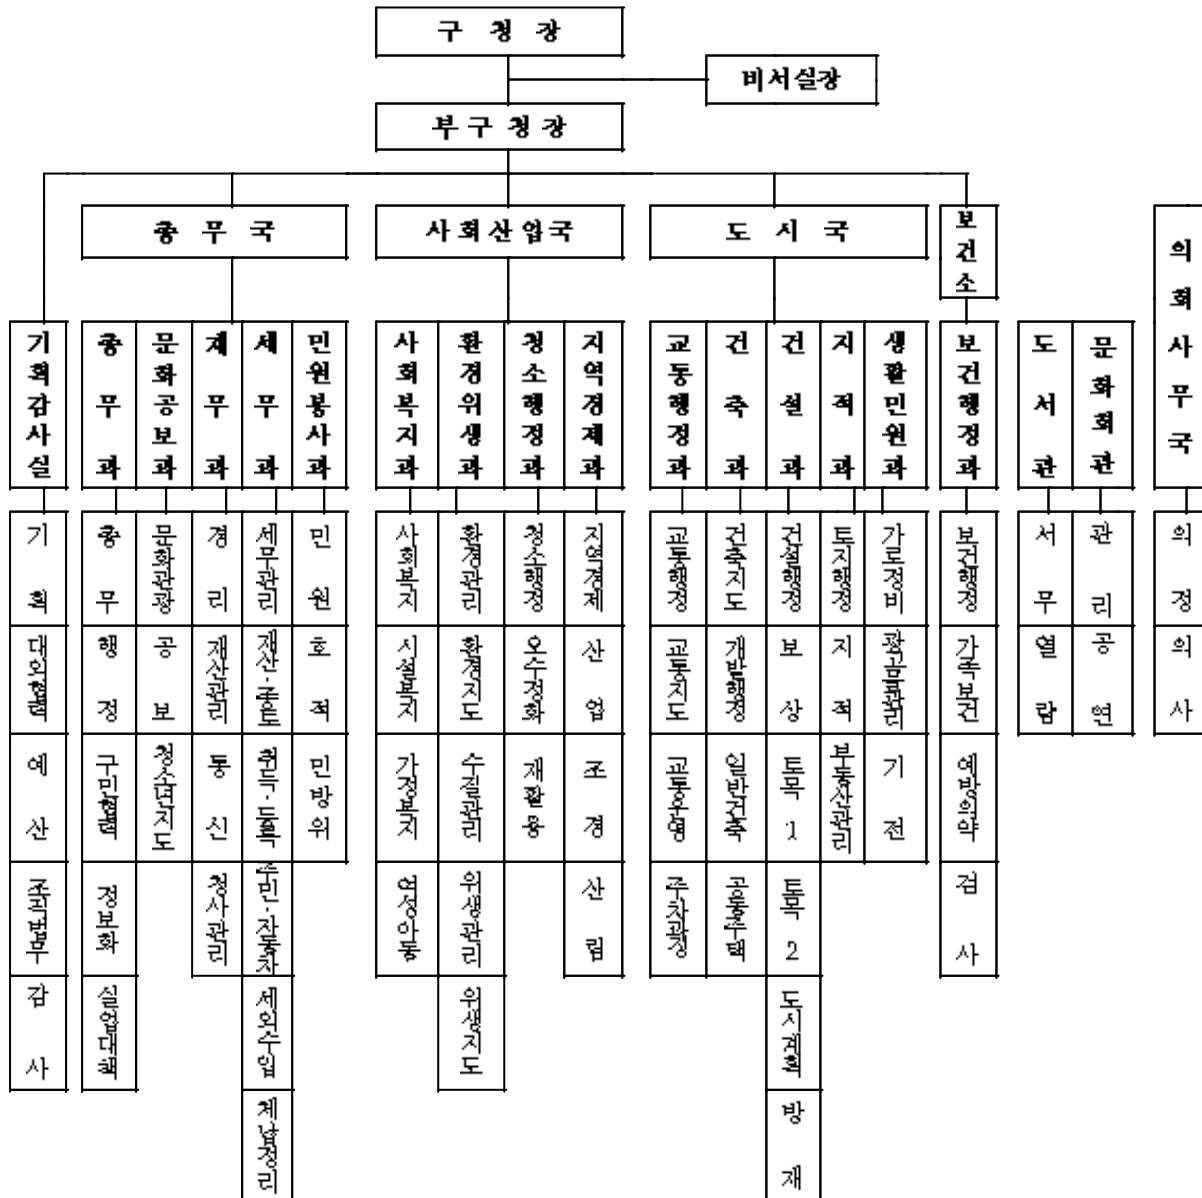 구 청 장
비서실장
부 구 청 장
총 무 국
사회산업국
도 시 국
보건소
의회사무국
기획감사실
총 무 과
문화공보과
재 무 과
세 무 과
민원봉사과
사회복지과
환경위생과
청소행정과
지역경제과
교통행정과
건 축 과
건 설 과
지 적 과
생활민원과
보건행정과
도 서 관
문화회관
기 획
총 무
문화관광
경 리
세무관리
민 원
사회복지
환경관리
청소행정
지역경제
교통행정
건축지도
건설행정
토지행정
가로정비
보건행정
서 무
관 리
의 정
대외협력
행 정
공 보
재산관리
재산·종토
호 적
시설복지
환경지도
오수정화
산 업
교통지도
개발행정
보 상
지 적
광고물관리
가족보건
열 람
공 연
의 사
예 산
구민협력
청소년지도
통 신
취득·등록
민방위
가정복지
수질관리
재활용
조 경
교통운영
일반건축
토목 1
부동산관리
기 전
예방의약
조직법무
정보화
청사관리
주민·자동차
여성아동
위생관리
산 림
주차과징
공동주택
토목 2
검 사
감 사
실업대책
세외수입
위생지도
도시계획
체납정리
방 재